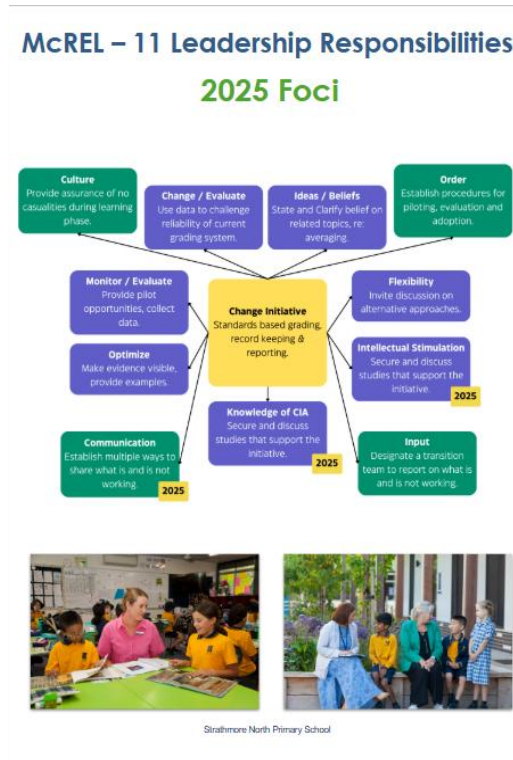 McREL – 11 Leadership Responsibilities
2025 Foci
Culture
Provide assurance of no
casualities during learning
phase.
Change / Evaluate
Use data to challenge
reliability of current
grading system.
Ideas / Beliefs
State and Clarify belief on
related topics, re:
averaging.
Order
Establish procedures for
piloting, evaluation and
adoption.
Monitor / Evaluate
Provide pilot
opportunities, collect
data.
Change Initiative
Standards based grading,
record keeping &
reporting.
Flexibility
Invite discussion on
alternative approaches.
Optimize
Make evidence visible,
provide examples.
Intellectual Stimulation
Secure and discuss
studies that support the
initiative.
2025
Knowledge of CIA
Secure and discuss
studies that support the
initiative.
2025
Communication
Establish multiple ways to
share what is and is not
working.
2025
Input
Designate a transition
team to report on what is
and is not working.
Strathmore North Primary School